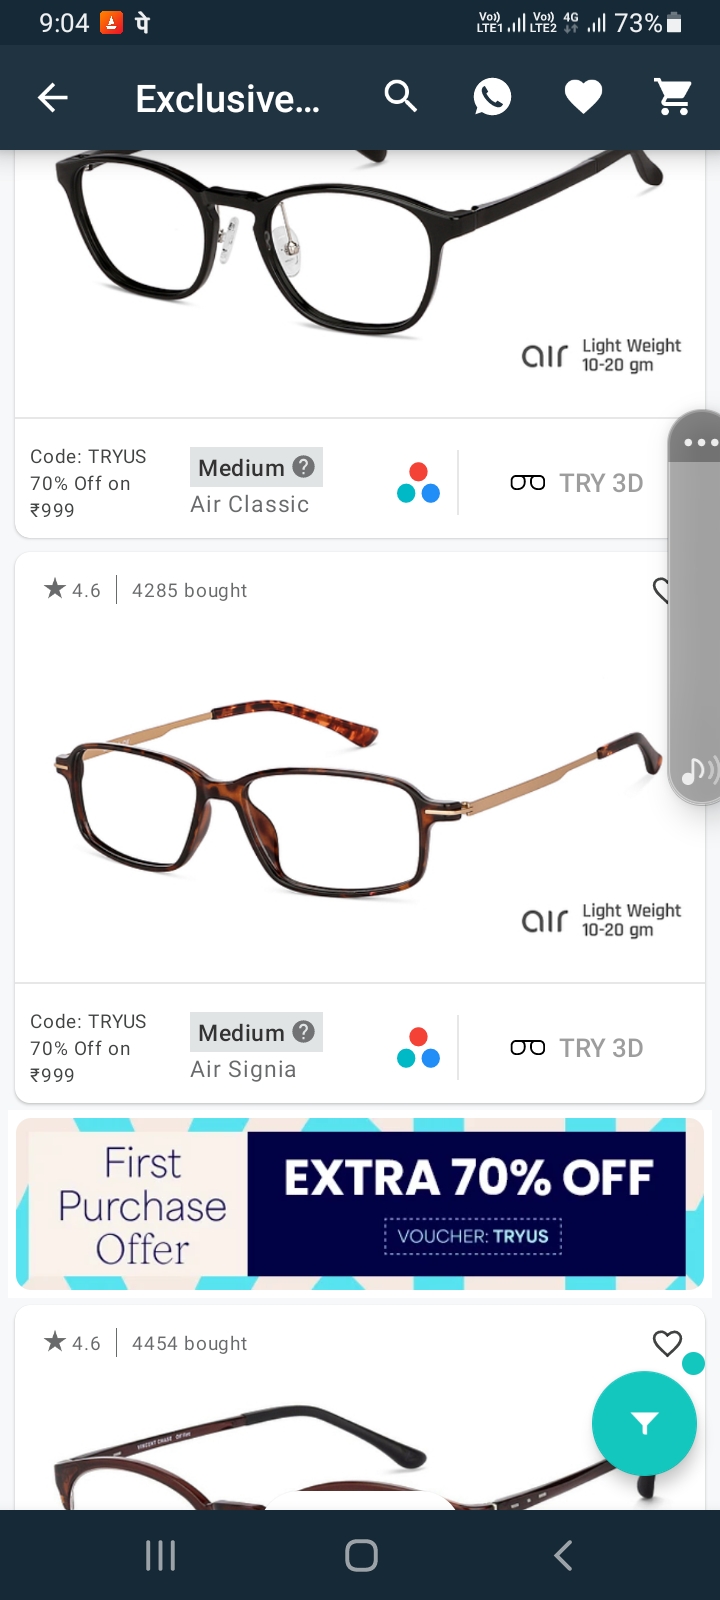 9:04 पे Vo) LTE1 Vo) LTE2 4G 73%
Exclusive...
air Light Weight
10-20 gm
Code: TRYUS
70% Off on
₹999
Medium ?
Air Classic
TRY 3D
4.6 4285 bought
air Light Weight
10-20 gm
Code: TRYUS
70% Off on
₹999
Medium ?
Air Signia
TRY 3D
First
Purchase
Offer
EXTRA 70% OFF
VOUCHER: TRYUS
4.6 4454 bought
VINCENT CHASE